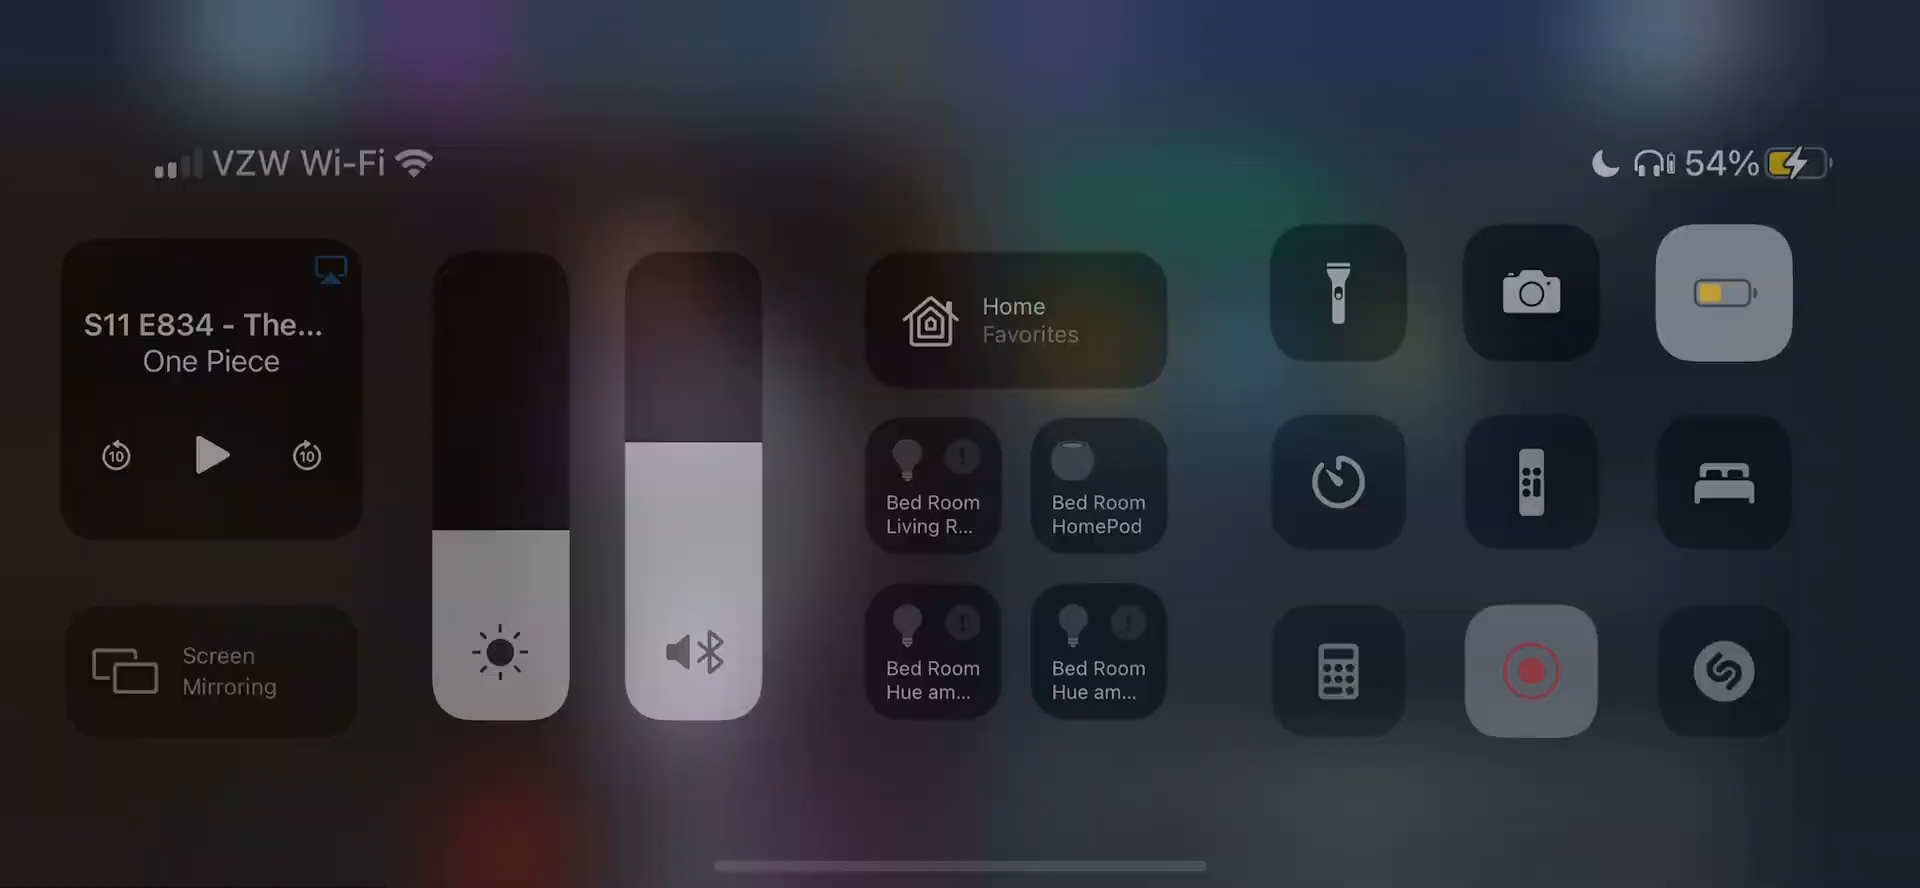 VZW Wi-Fi
54%
S11 E834 - The...
One Piece
10
10
Screen
Mirroring
Home
Favorites
Bed Room
Living R...
Bed Room
HomePod
Bed Room
Hue am...
Bed Room
Hue am...